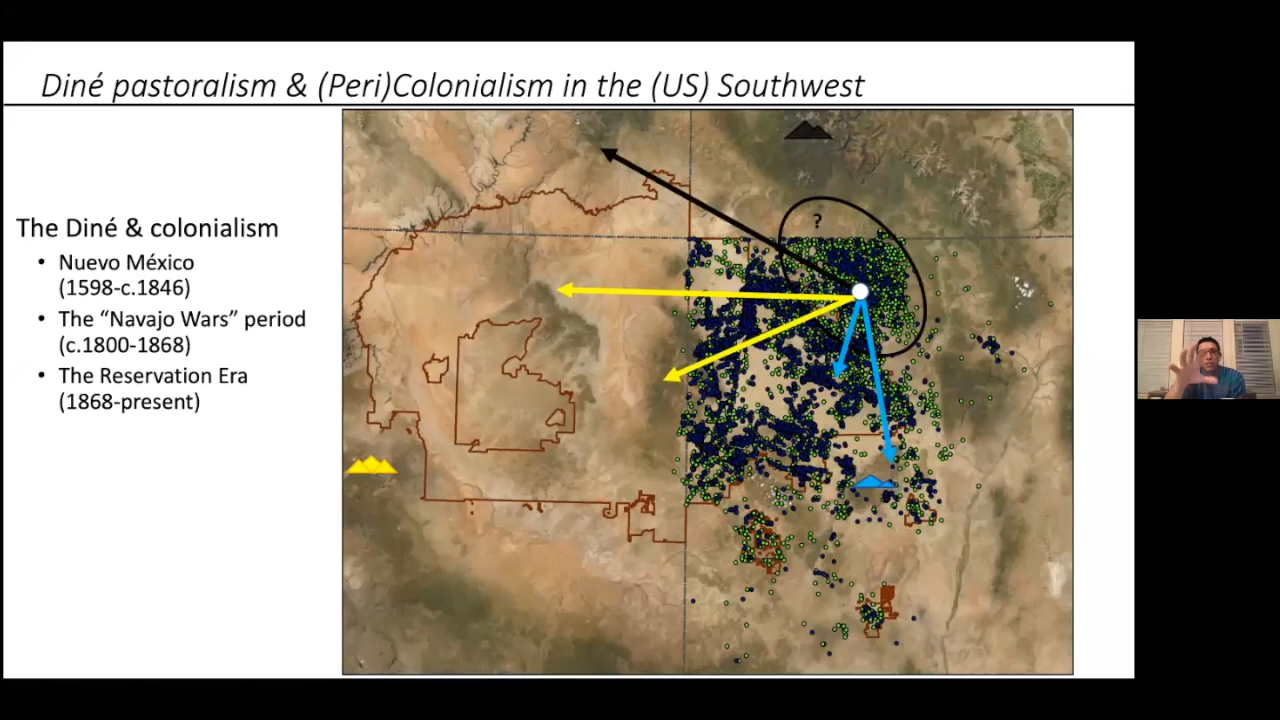 Diné pastoralism & (Peri)Colonialism in the (US) Southwest
The Diné & colonialism
• Nuevo México
(1598-c.1846)
• The “Navajo Wars” period
(c.1800-1868)
• The Reservation Era
(1868-present)
?